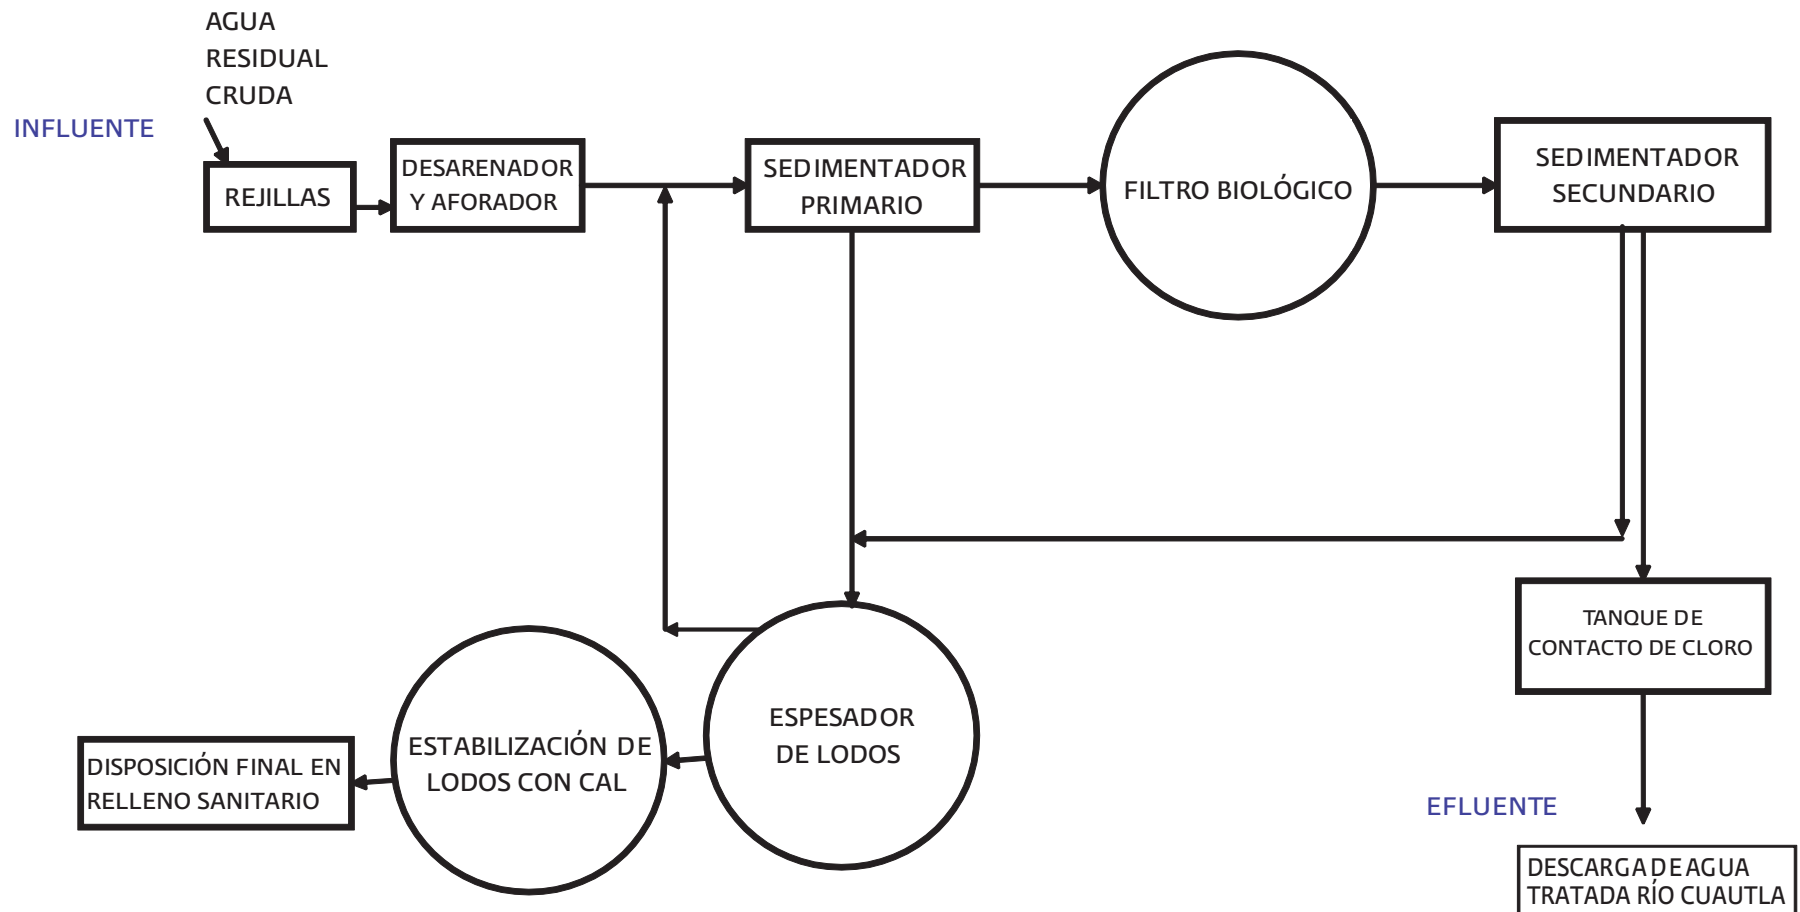 AGUA
RESIDUAL
CRUDA
INFLUENTE
REJILLAS
DESARENADOR
Y AFORADOR
SEDIMENTADOR
PRIMARIO
FILTRO BIOLÓGICO
SEDIMENTADOR
SECUNDARIO
TANQUE DE
CONTACTO DE CLORO
ESPESADOR
DE LODOS
ESTABILIZACIÓN DE
LODOS CON CAL
DISPOSICIÓN FINAL EN
RELLENO SANITARIO
EFLUENTE
DESCARGA DE AGUA
TRATADA RÍO CUAUTLA